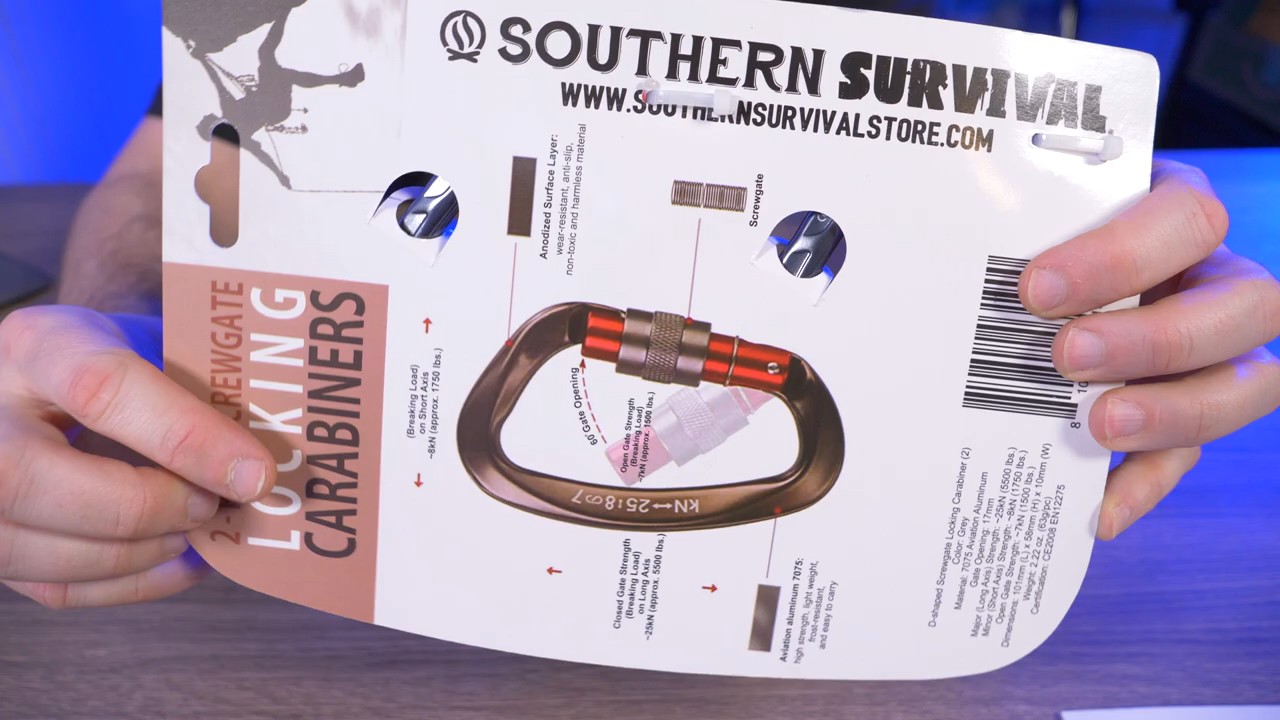 SOUTHERN SURVIVAL
WWW.SOUTHERNSURVIVALSTORE.COM
Anodized Surface Layer:
wear-resistant, anti-slip,
non-toxic and harmless material
Screwgate
2 - SCREWGATE
LOCKING
CARABINERS
(Breaking Load)
on Short Axis
~8kN (approx. 1750 lbs.)
60° Gate Opening
Open Gate Strength
(Breaking Load)
~7kN (approx. 1500 lbs.)
kN↔25↕8 7
Closed Gate Strength
(Breaking Load)
on Long Axis
~25kN (approx. 5500 lbs.)
Aviation aluminum 7075:
high strength, light weight,
frost-resistant,
and easy to carry
8 10
D-shaped Screwgate Locking Carabiner (2)
Color: Grey
Material: 7075 Aviation Aluminum
Gate Opening: 17mm
Major (Long Axis) Strength: ~25kN (5500 lbs.)
Minor (Short Axis) Strength: ~8kN (1750 lbs.)
Open Gate Strength: ~7kN (1500 lbs.)
Dimensions: 101mm (L) x 58mm (H) x 10mm (W)
Weight: 2.22 oz. (63g/pc)
Certification: CE2008 EN12275